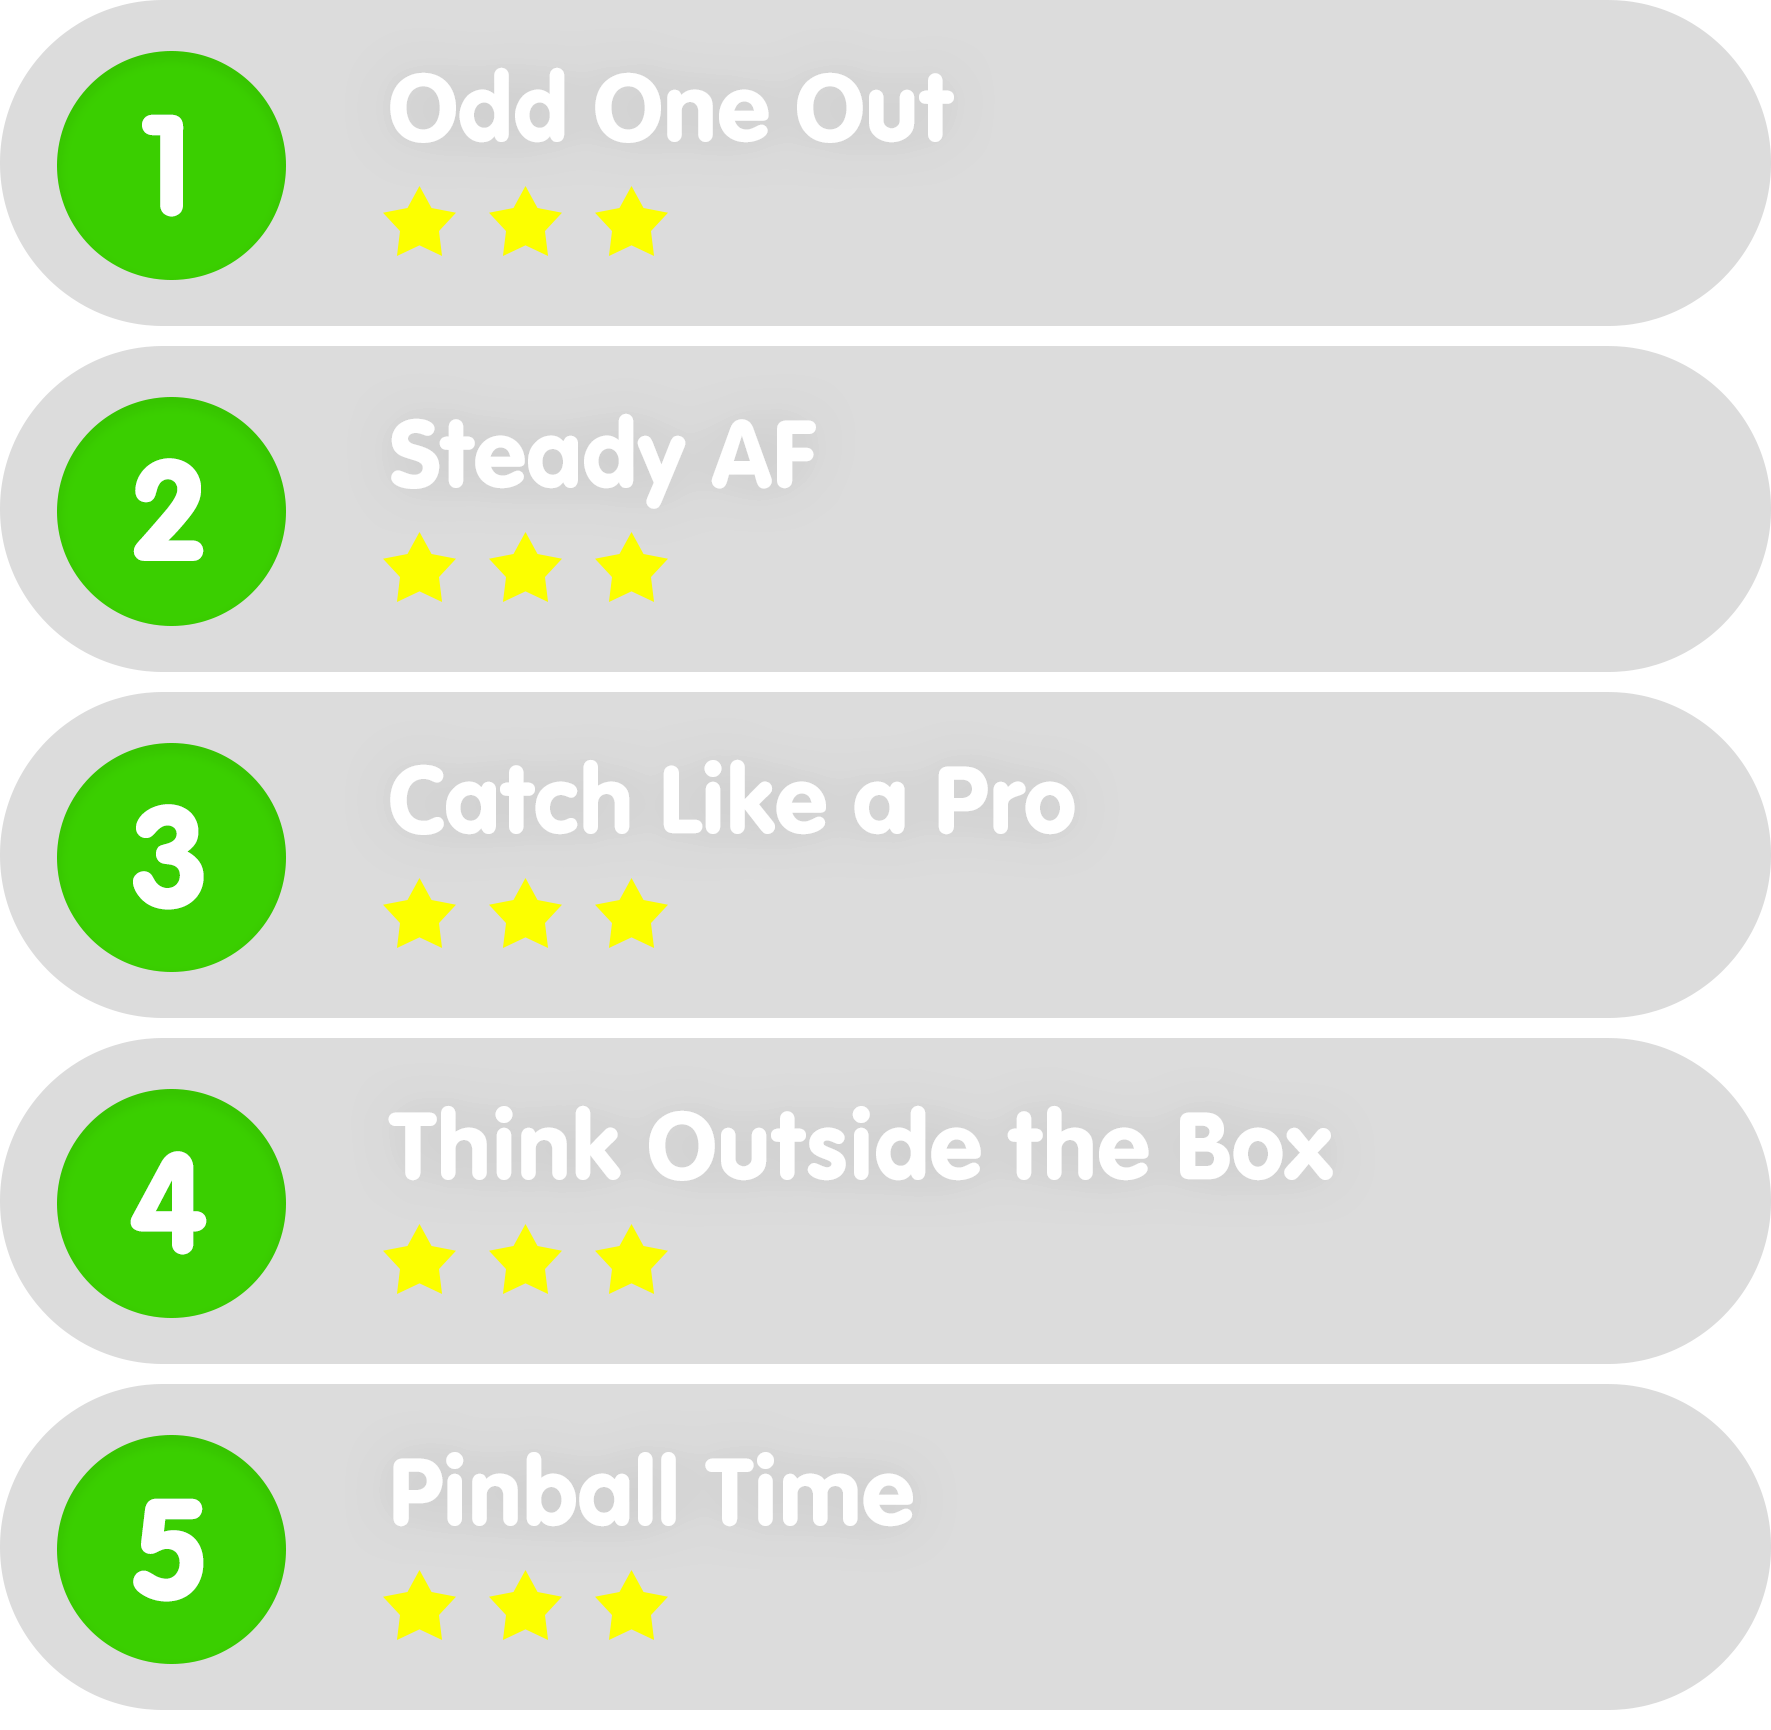 1
Odd One Out
2
Steady AF
3
Catch Like a Pro
4
Think Outside the Box
5
Pinball Time